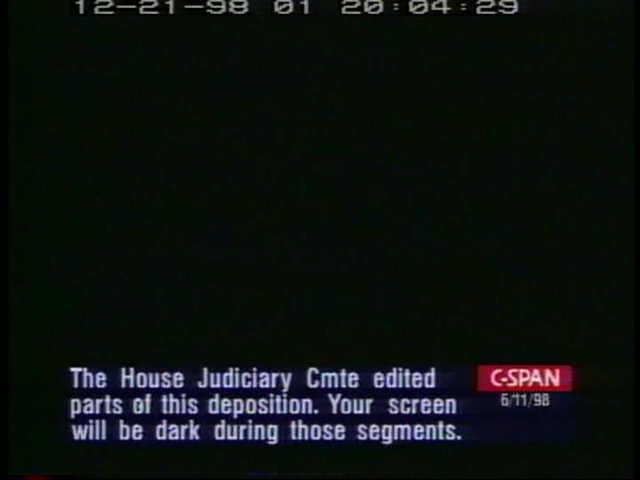 12-21-98 01 20:04:29
The House Judiciary Cmte edited
parts of this deposition. Your screen
will be dark during those segments.
C-SPAN
6/11/98